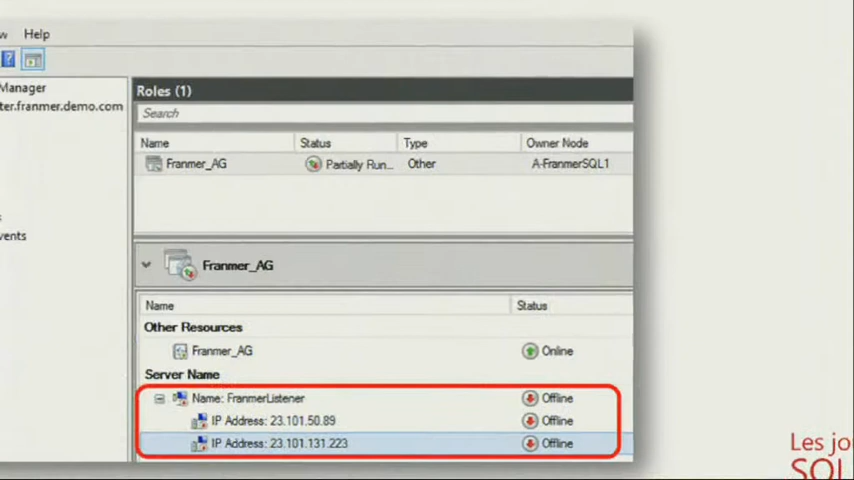 w Help
Manager
ter.franmer.demo.com
Roles (1)
Search
Name Status Type Owner Node
Franmer_AG Partially Run... Other A-FranmerSQL1
s
vents
Franmer_AG
Name Status
Other Resources
Franmer_AG Online
Server Name
Name: FranmerListener Offline
IP Address: 23.101.50.89 Offline
IP Address: 23.101.131.223 Offline
Les jo
SQL